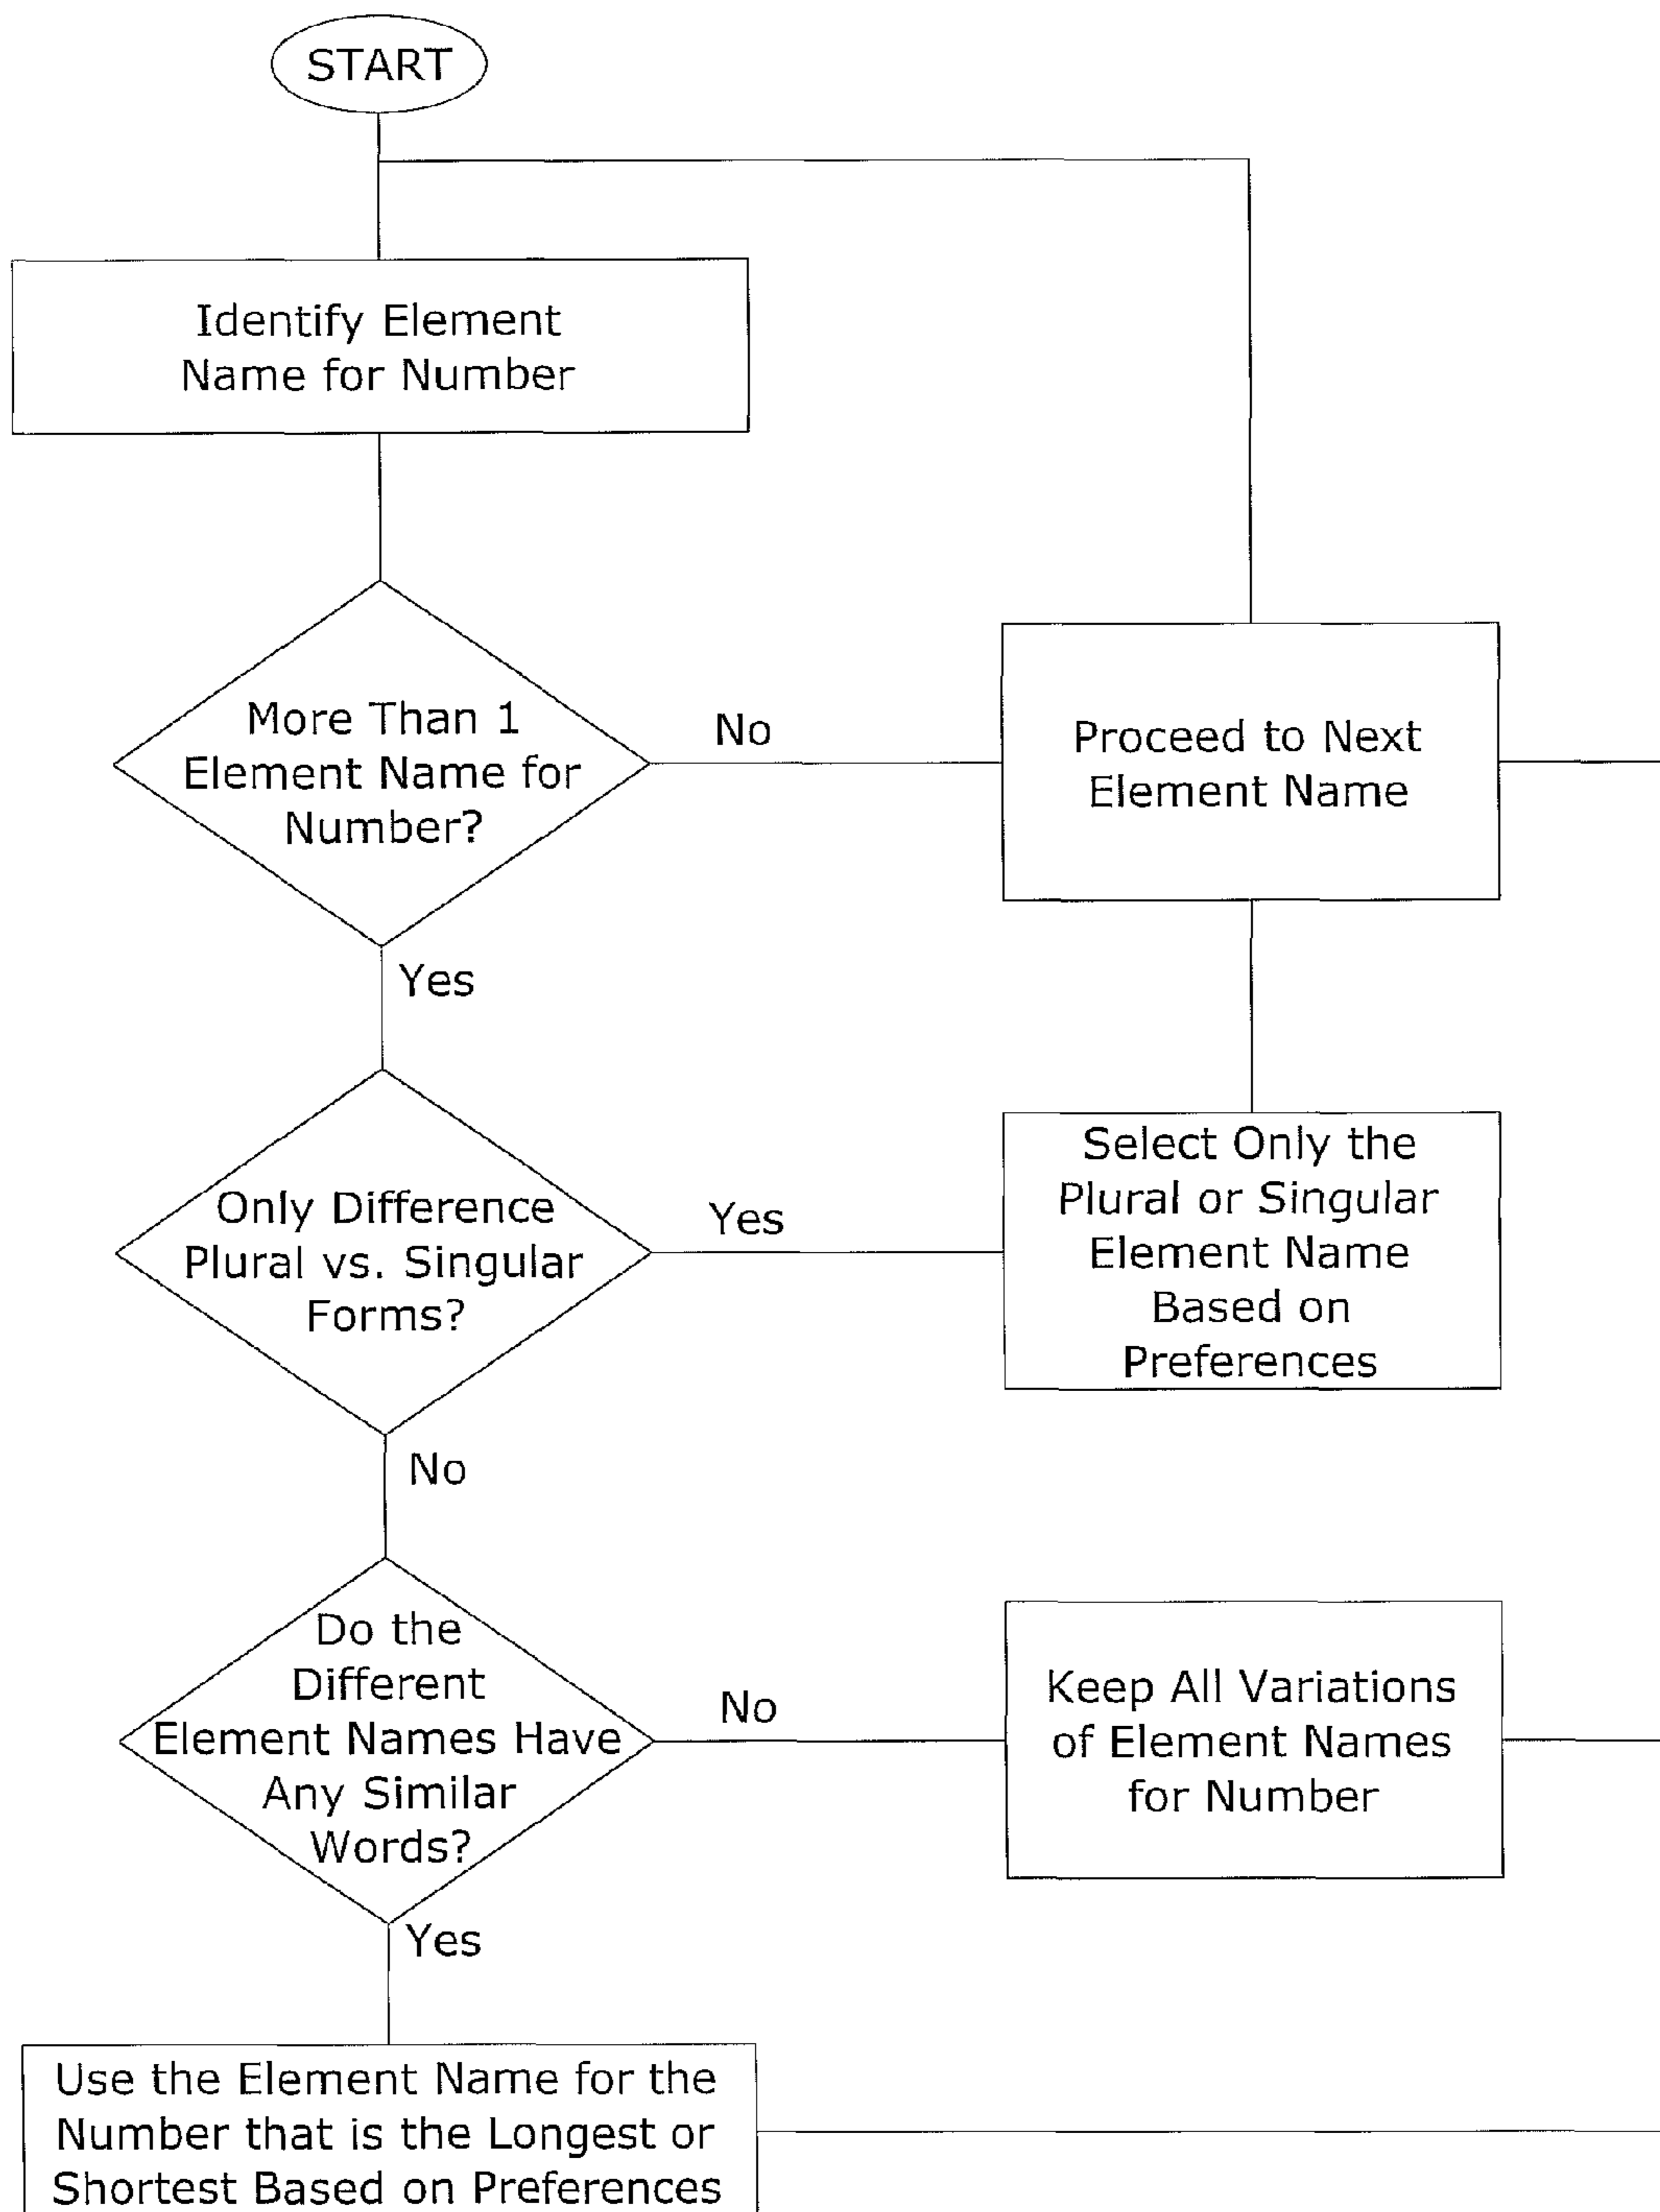 START
Identify Element
Name for Number
More Than 1
Element Name for
Number?
No
Proceed to Next
Element Name
Yes
Only Difference
Plural vs. Singular
Forms?
Yes
Select Only the
Plural or Singular
Element Name
Based on
Preferences
No
Do the
Different
Element Names Have
Any Similar
Words?
No
Keep All Variations
of Element Names
for Number
Yes
Use the Element Name for the
Number that is the Longest or
Shortest Based on Preferences